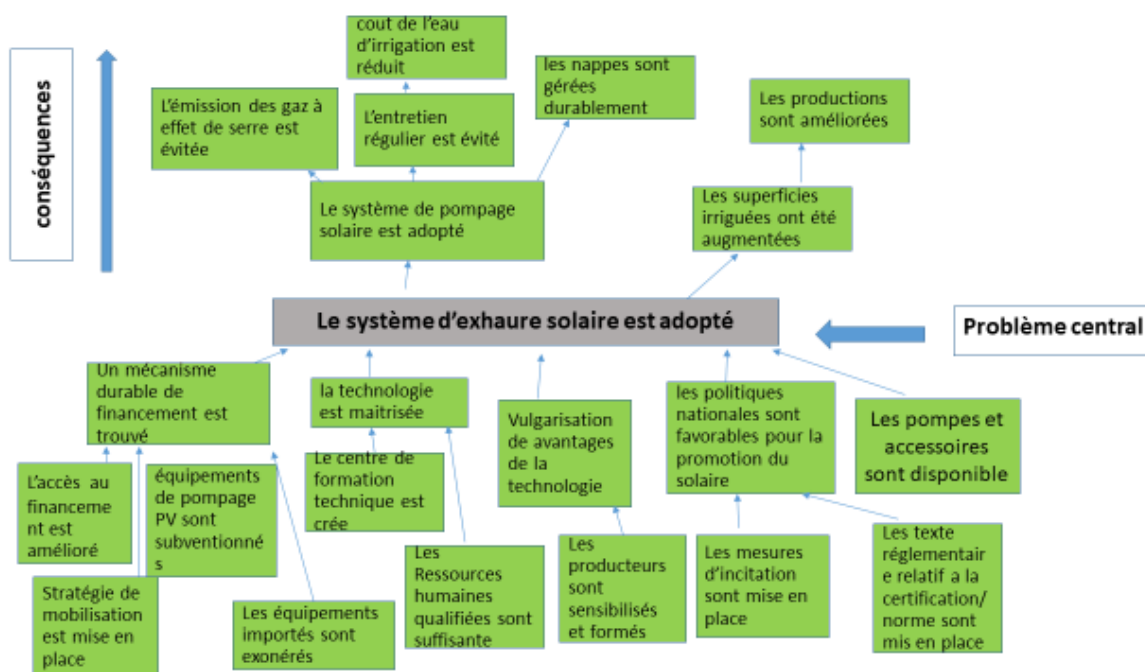 cout de l'eau
d'irrigation est
réduit
les nappes sont
gérées
durablement
L'émission des gaz à
effet de serre est
évitée
L'entretien
régulier est évité
Les productions
sont améliorées
conséquences
Le système de pompage
solaire est adopté
Les superficies
irriguées ont été
augmentées
Le système d'exhaure solaire est adopté
Problème central
Un mécanisme
durable de
financement est
trouvé
la technologie
est maitrisée
Vulgarisation
de avantages
de la
technologie
les politiques
nationales sont
favorables pour la
promotion du
solaire
Les pompes et
accessoires
sont disponible
L'accès au
financeme
nt est
amélioré
équipements
de pompage
PV sont
subventionné
s
Le centre de
formation
technique est
crée
Stratégie de
mobilisation
est mise en
place
Les équipements
importés sont
exonérés
Les
Ressources
humaines
qualifiées sont
suffisante
Les
producteurs
sont
sensibilisés
et formés
Les mesures
d'incitation
sont mise en
place
Les texte
réglementair
e relatif a la
certification/
norme sont
mis en place